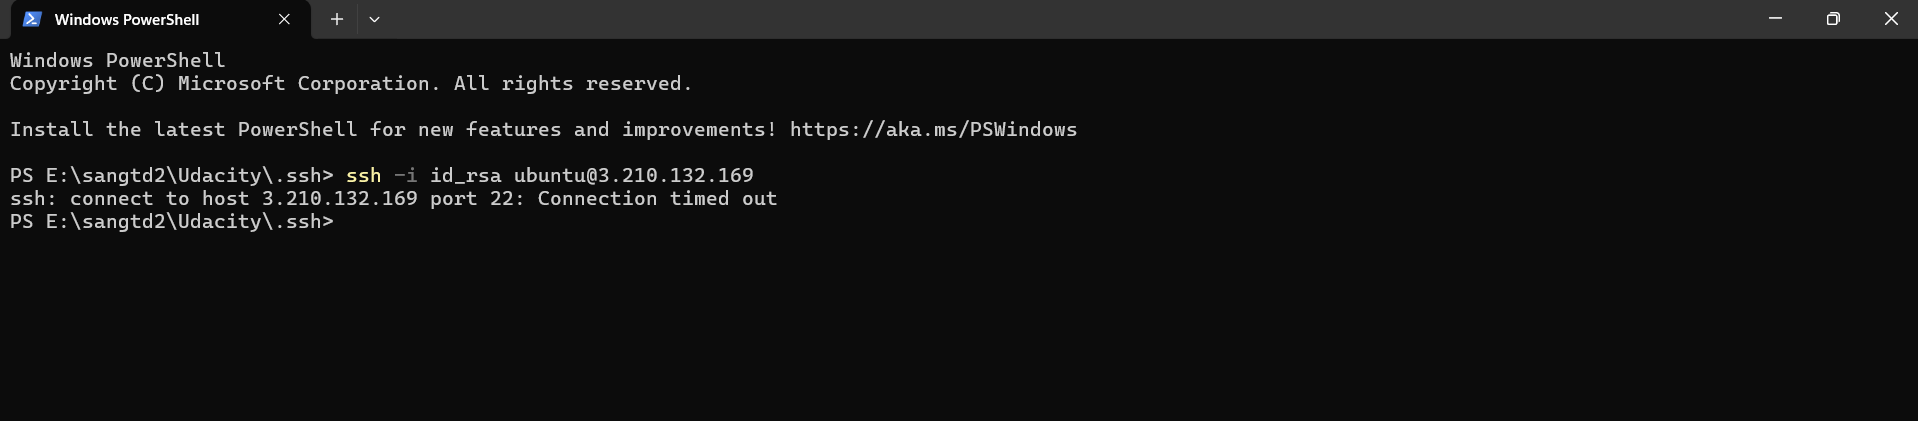 Windows PowerShell
Windows PowerShell
Copyright (C) Microsoft Corporation. All rights reserved.
Install the latest PowerShell for new features and improvements! https://aka.ms/PSWindows
PS E:\sangtd2\Udacity\.ssh> ssh -i id_rsa ubuntu@3.210.132.169
ssh: connect to host 3.210.132.169 port 22: Connection timed out
PS E:\sangtd2\Udacity\.ssh>